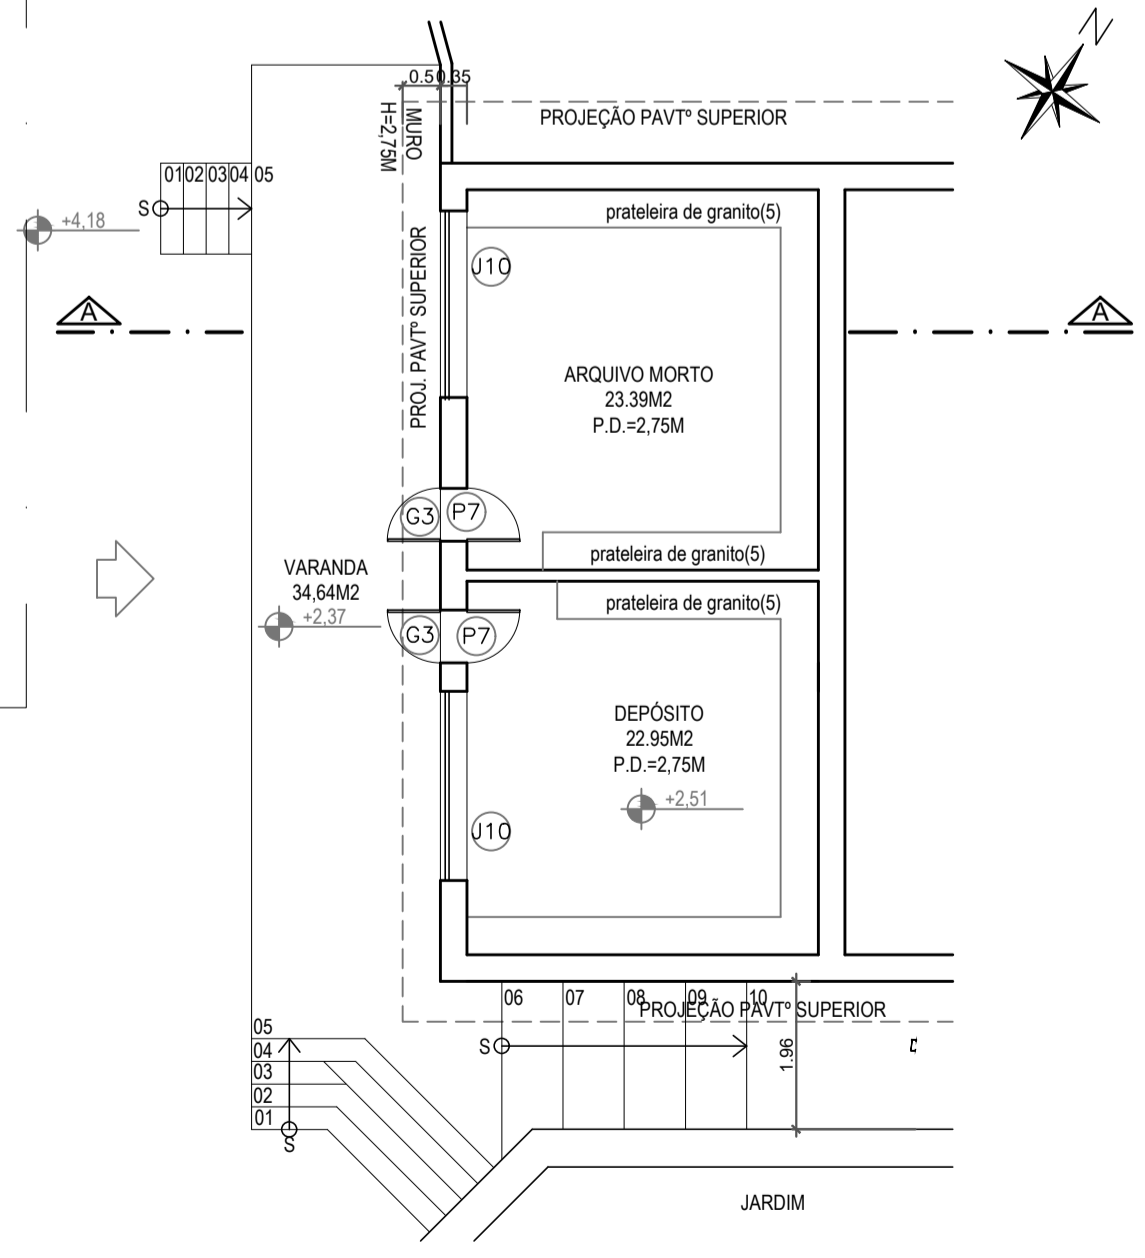 N
0.5
0.35
PROJEÇÃO PAVTº SUPERIOR
MURO
H=2,75M
01 02 03 04 05
S
+4,18
prateleira de granito(5)
J10
PROJ. PAVTº SUPERIOR
A
A
ARQUIVO MORTO
23.39M2
P.D.=2,75M
G3
P7
prateleira de granito(5)
VARANDA
34,64M2
+2,37
prateleira de granito(5)
G3
P7
DEPÓSITO
22.95M2
P.D.=2,75M
+2,51
J10
06 07 08 09 10
PROJEÇÃO PAVTº SUPERIOR
S
1.96
05
04
03
02
01
S
JARDIM